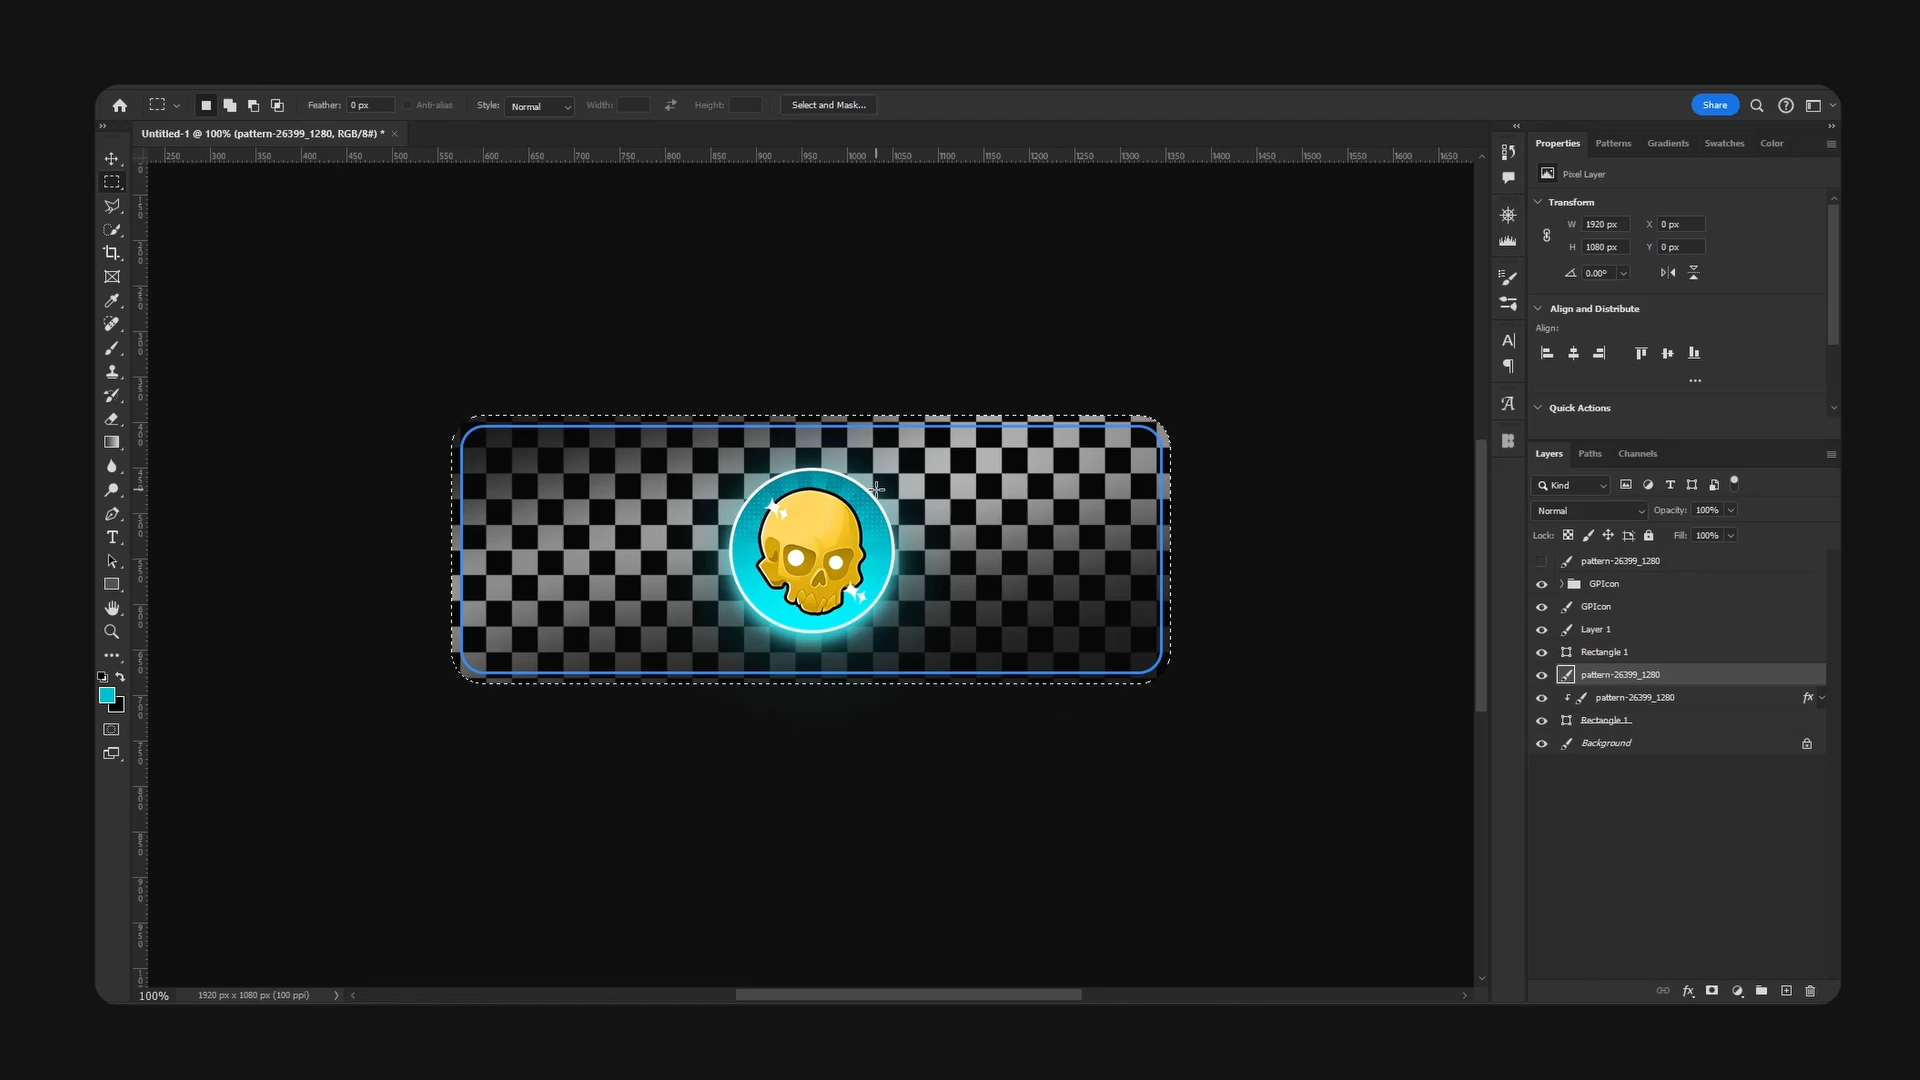 Feather: 0 px Anti-alias Style: Normal Width: Height: Select and Mask... Share
Untitled-1 @ 100% (pattern-26399_1280, RGB/8#) *
250 300 350 400 450 500 550 600 650 700 750 800 850 900 950 1000 1050 1100 1150 1200 1250 1300 1350 1400 1450 1500 1550 1600 1650
Properties Patterns Gradients Swatches Color
Pixel Layer
Transform
W 1920 px X 0 px
H 1080 px Y 0 px
0.00°
Align and Distribute
Align:
Quick Actions
Layers Paths Channels
Kind
Normal Opacity: 100%
Lock: Fill: 100%
pattern-26399_1280
GPIcon
GPIcon
Layer 1
Rectangle 1
pattern-26399_1280
pattern-26399_1280 fx
Rectangle 1
Background
100% 1920 px x 1080 px (100 ppi)
fx